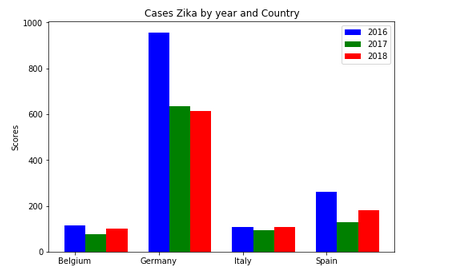 Cases Zika by year and Country
1000
800
600
400
200
0
Scores
2016
2017
2018
Belgium
Germany
Italy
Spain